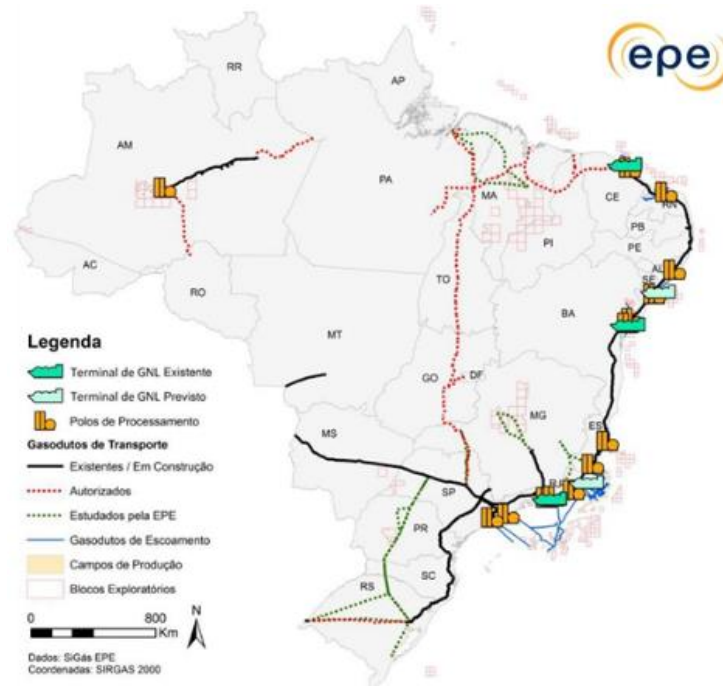 epe
RR
AP
AM
PA
MA
CE
RN
PB
PE
PI
AL
SE
AC
RO
TO
BA
MT
GO
DF
MG
ES
MS
SP
RJ
PR
SC
RS
Legenda
Terminal de GNL Existente
Terminal de GNL Previsto
Polos de Processamento
Gasodutos de Transporte
Existentes / Em Construção
Autorizados
Estudados pela EPE
Gasodutos de Escoamento
Campos de Produção
Blocos Exploratórios
0 800
Km
N
Dados: SiGás EPE
Coordenadas: SIRGAS 2000